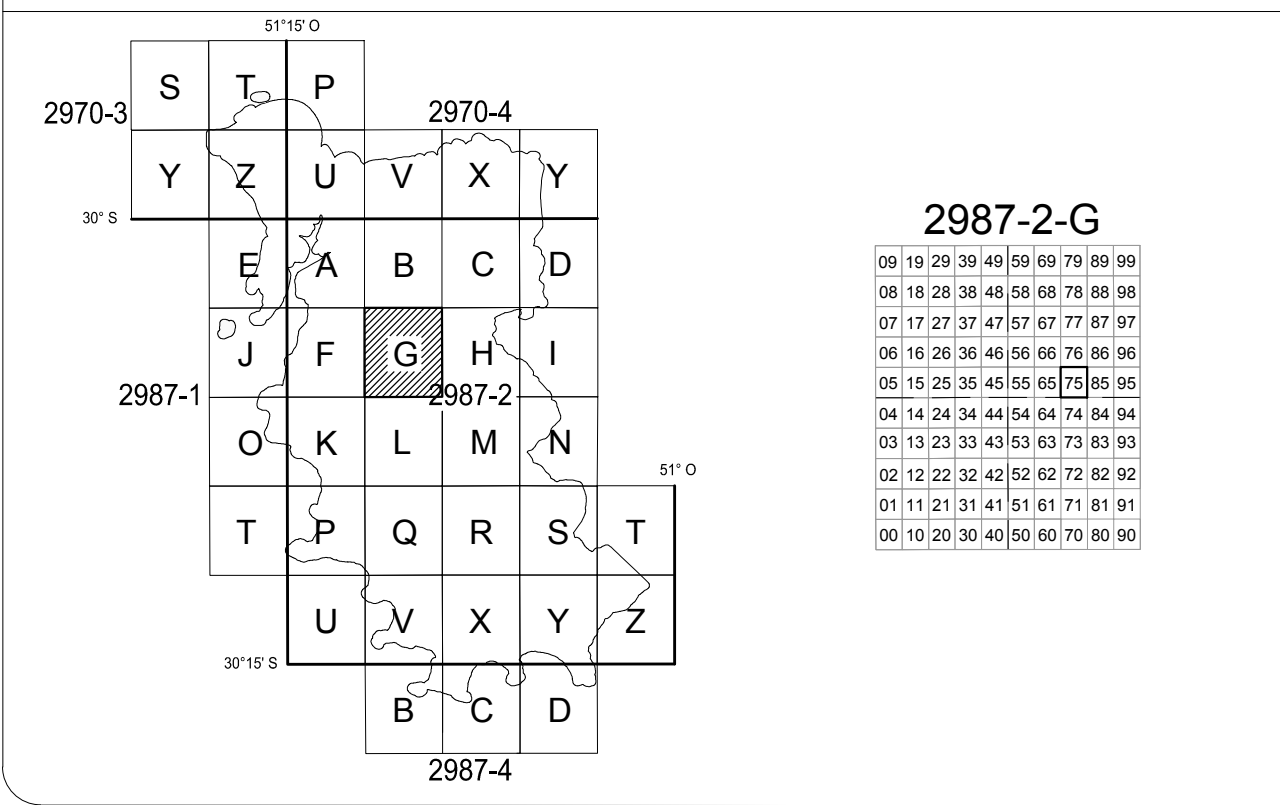 51°15' O
S T P
2970-3
2970-4
Y Z U V X Y
30° S
E A B C D
J F G H I
2987-1
2987-2
O K L M N
51° O
T P Q R S T
U V X Y Z
30°15' S
B C D
2987-4
2987-2-G
09 19 29 39 49 59 69 79 89 99
08 18 28 38 48 58 68 78 88 98
07 17 27 37 47 57 67 77 87 97
06 16 26 36 46 56 66 76 86 96
05 15 25 35 45 55 65 75 85 95
04 14 24 34 44 54 64 74 84 94
03 13 23 33 43 53 63 73 83 93
02 12 22 32 42 52 62 72 82 92
01 11 21 31 41 51 61 71 81 91
00 10 20 30 40 50 60 70 80 90